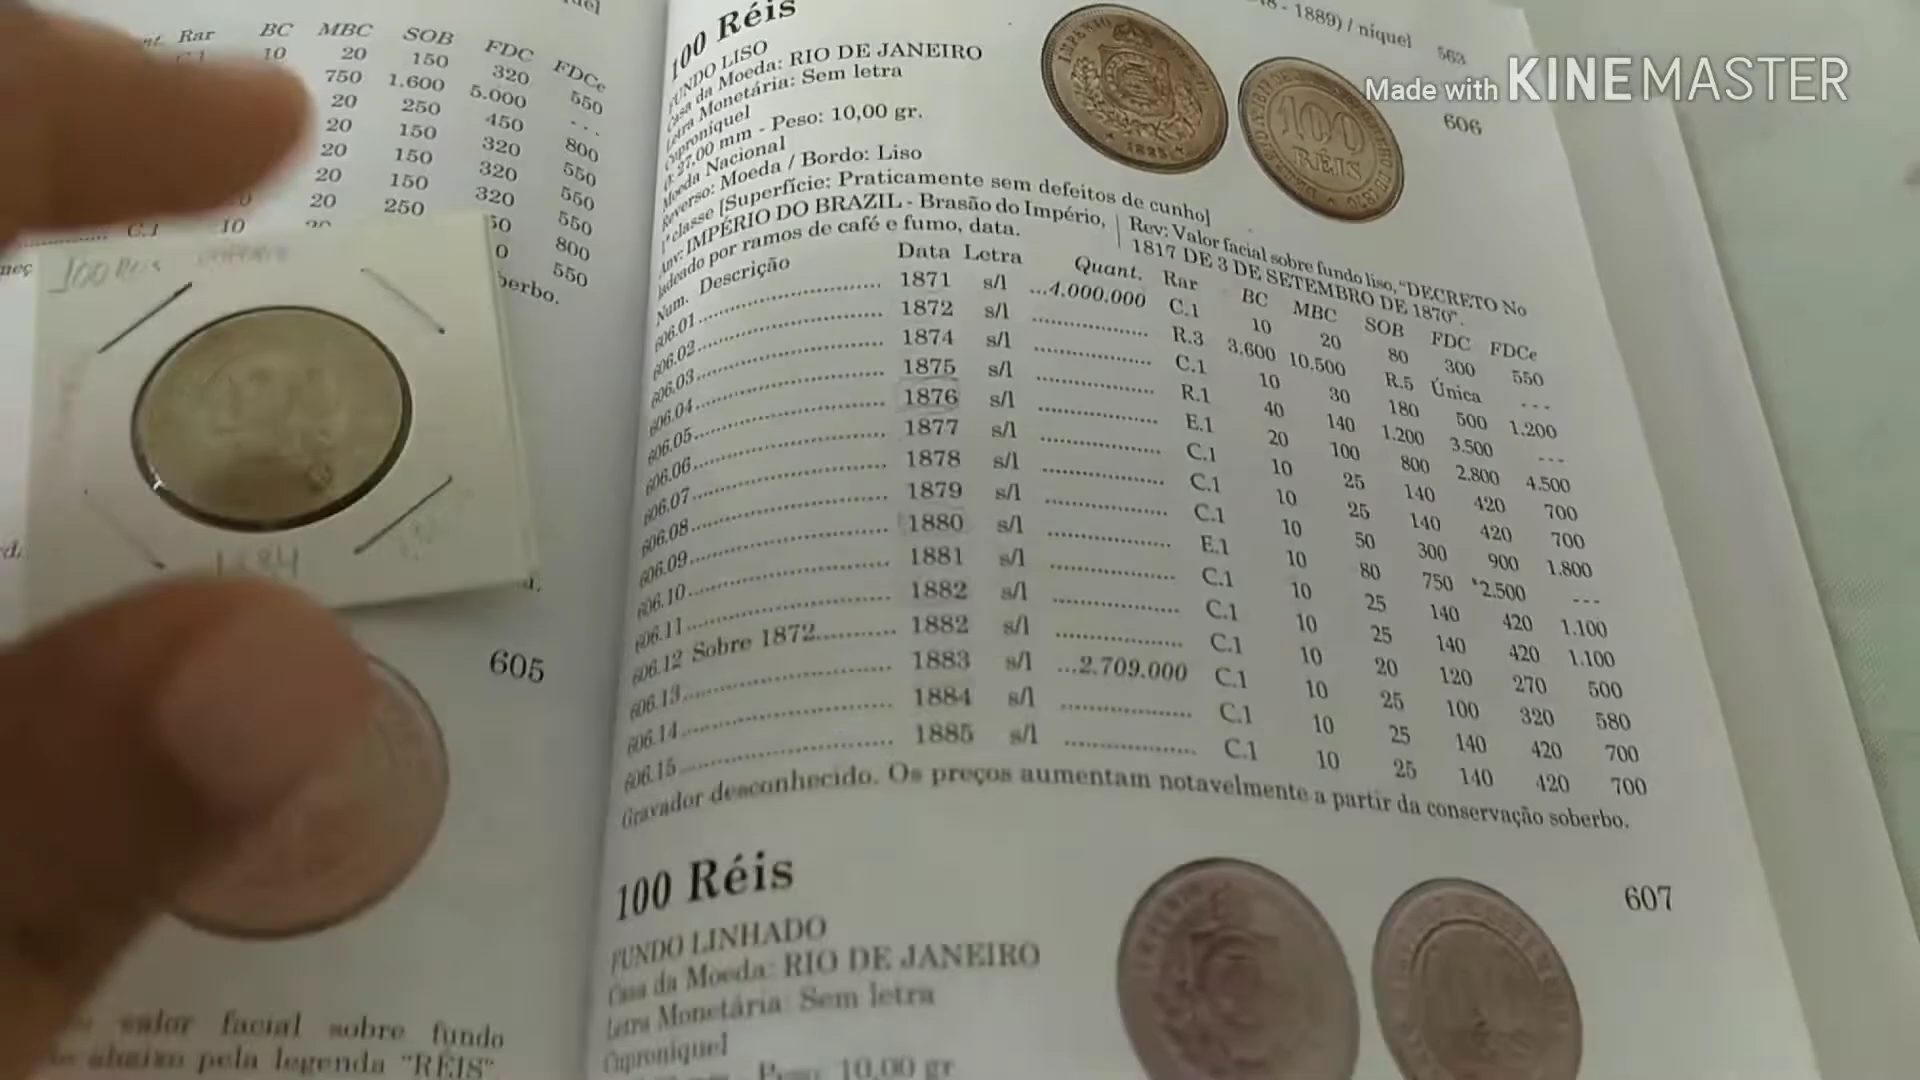 Rar BC MBC SOB FDC FDCe
C.1 10 20 150 320 550
750 1.600 5.000 ---
20 250 450 800
20 150 320 550
20 150 320 550
20 150 320 550
20 250
C.1 10
550
800
100 Réis
1884
605
valor facial sobre fundo
abaixo pela legenda "RÉIS"
- 1889) / níquel 563
Made with KINEMASTER
100 Réis
606
FUNDO LISO
Casa da Moeda: RIO DE JANEIRO
Letra Monetária: Sem letra
Cuproníquel
Ø: 27,00 mm - Peso: 10,00 gr.
Moeda Nacional
Reverso: Moeda / Bordo: Liso
1ª classe [Superfície: Praticamente sem defeitos de cunho]
Anv: IMPÉRIO DO BRAZIL - Brasão do Império,
ladeado por ramos de café e fumo, data.
Rev: Valor facial sobre fundo liso, "DECRETO No
1817 DE 3 DE SETEMBRO DE 1870".
100
RÉIS
1885
Num. Descrição Data Letra Quant. Rar BC MBC SOB FDC FDCe
606.01 1871 s/l ...4.000.000 C.1 10 20 80 300 550
606.02 1872 s/l R.3 3.600 10.500 R.5 Única ---
606.03 1874 s/l C.1 10 30 180 500 1.200
606.04 1875 s/l R.1 40 140 1.200 3.500 ---
606.05 1876 s/l E.1 20 100 800 2.800 4.500
606.06 1877 s/l C.1 10 25 140 420 700
606.07 1878 s/l C.1 10 25 140 420 700
606.08 1879 s/l C.1 10 50 300 900 1.800
606.09 1880 s/l E.1 10 80 750 2.500 ---
606.10 1881 s/l C.1 10 25 140 420 1.100
606.11 1882 s/l C.1 10 25 140 420 1.100
606.12 Sobre 1872 1882 s/l C.1 10 20 120 270 500
606.13 1883 s/l ...2.709.000 C.1 10 25 100 320 580
606.14 1884 s/l C.1 10 25 140 420 700
606.15 1885 s/l C.1 10 25 140 420 700
Gravador desconhecido. Os preços aumentam notavelmente a partir da conservação soberbo.
100 Réis
607
FUNDO LINHADO
Casa da Moeda: RIO DE JANEIRO
Letra Monetária: Sem letra
Cuproníquel
Peso: 10,00 gr